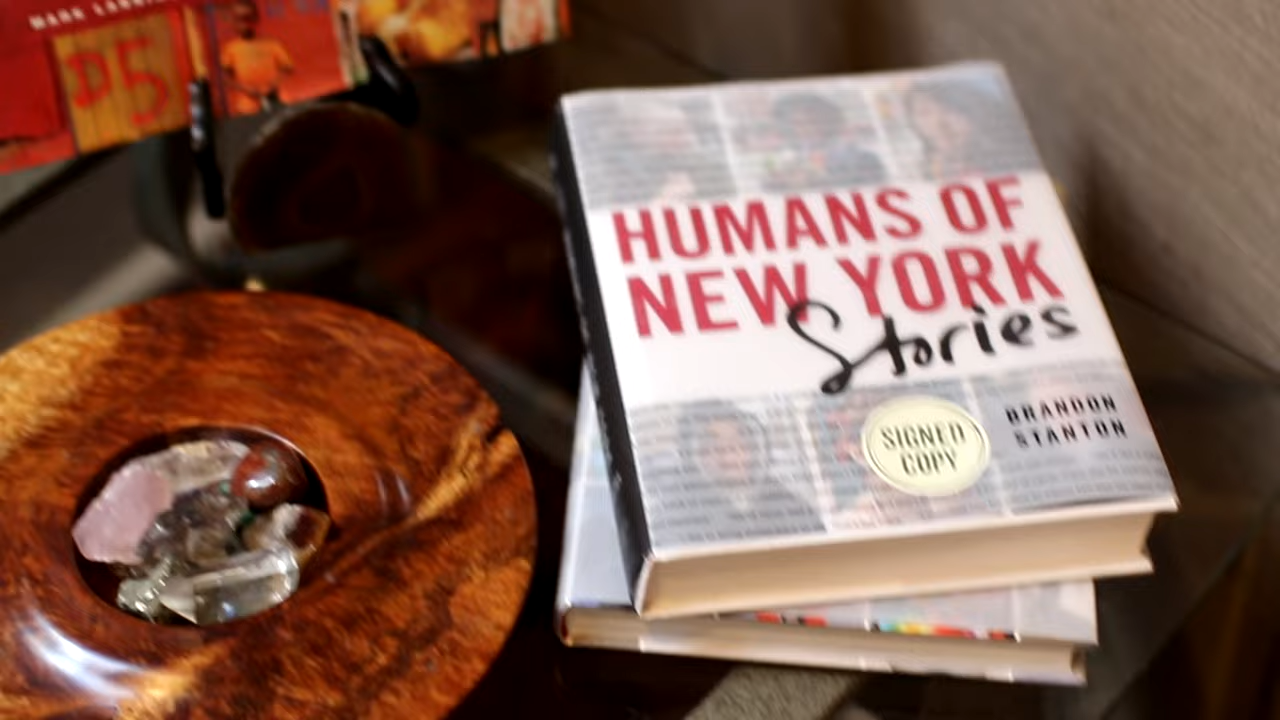 D5
HUMANS OF
NEW YORK
Stories
BRANDON
STANTON
SIGNED
COPY